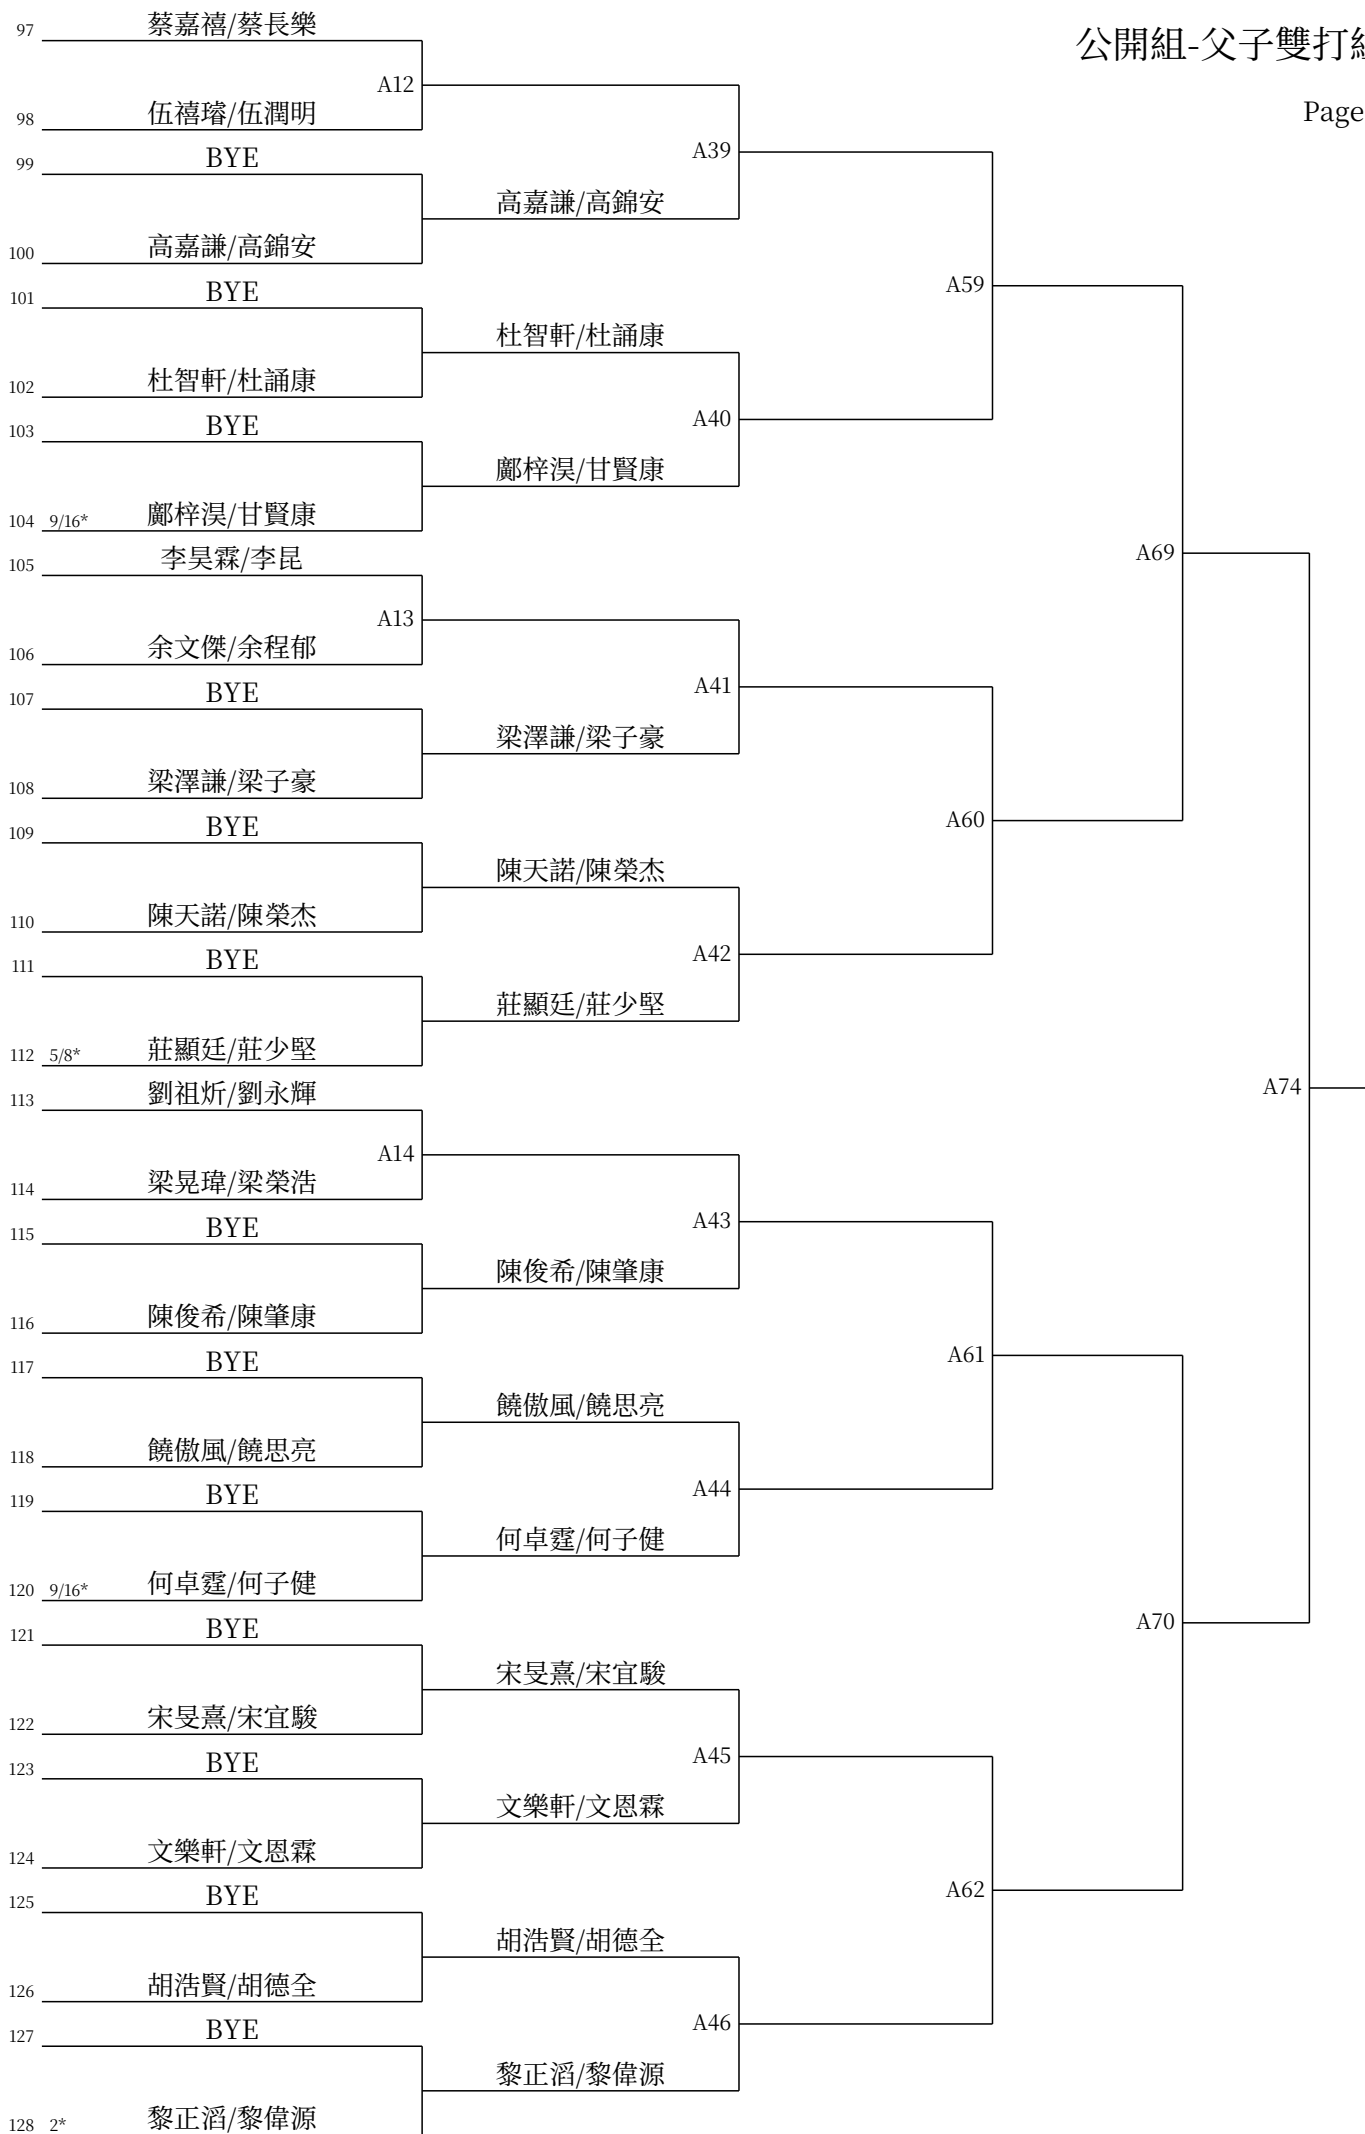 公開組-父子雙打
Page
97 蔡嘉禧/蔡長樂
A12
98 伍禧璿/伍潤明
99 BYE
A39
高嘉謙/高錦安
100 高嘉謙/高錦安
A59
101 BYE
杜智軒/杜誦康
102 杜智軒/杜誦康
A40
103 BYE
鄺梓淏/甘賢康
104 9/16* 鄺梓淏/甘賢康
A69
105 李昊霖/李昆
A13
106 余文傑/余程郁
107 BYE
A41
梁澤謙/梁子豪
108 梁澤謙/梁子豪
A60
109 BYE
陳天諾/陳榮杰
110 陳天諾/陳榮杰
A42
111 BYE
莊顯廷/莊少堅
112 5/8* 莊顯廷/莊少堅
A74
113 劉祖炘/劉永輝
A14
114 梁晃瑋/梁榮浩
115 BYE
A43
陳俊希/陳肇康
116 陳俊希/陳肇康
A61
117 BYE
饒傲風/饒思亮
118 饒傲風/饒思亮
A44
119 BYE
何卓霆/何子健
120 9/16* 何卓霆/何子健
A70
121 BYE
宋旻熹/宋宜駿
122 宋旻熹/宋宜駿
A45
123 BYE
文樂軒/文恩霖
124 文樂軒/文恩霖
A62
125 BYE
胡浩賢/胡德全
126 胡浩賢/胡德全
A46
127 BYE
黎正滔/黎偉源
128 2* 黎正滔/黎偉源